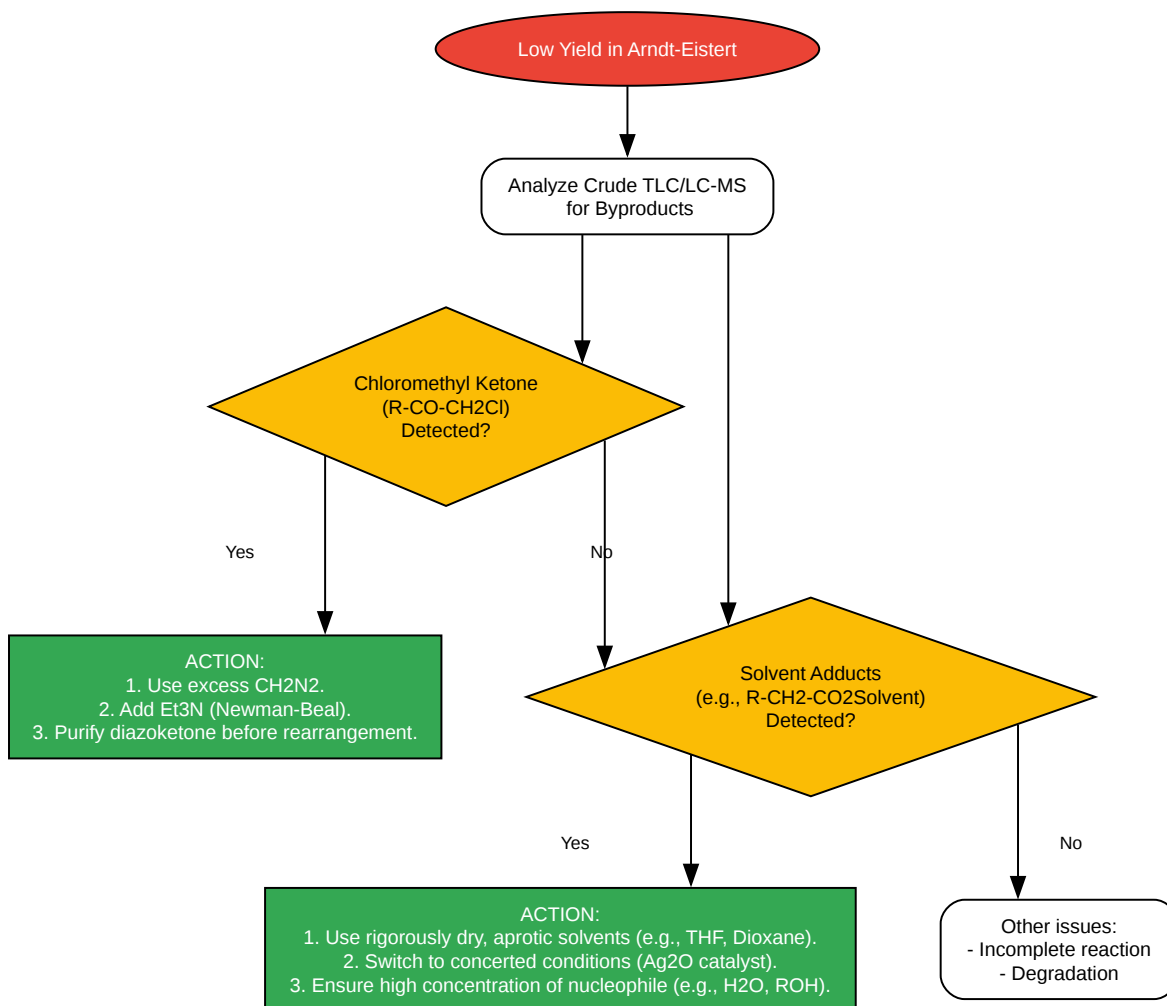 Low Yield in Arndt-Eistert
Analyze Crude TLC/LC-MS
for Byproducts
Chloromethyl Ketone
(R-CO-CH2Cl)
Detected?
Yes
No
ACTION:
1. Use excess CH2N2.
2. Add Et3N (Newman-Beal).
3. Purify diazoketone before rearrangement.
Solvent Adducts
(e.g., R-CH2-CO2Solvent)
Detected?
Yes
No
ACTION:
1. Use rigorously dry, aprotic solvents (e.g., THF, Dioxane).
2. Switch to concerted conditions (Ag2O catalyst).
3. Ensure high concentration of nucleophile (e.g., H2O, ROH).
Other issues:
- Incomplete reaction
- Degradation